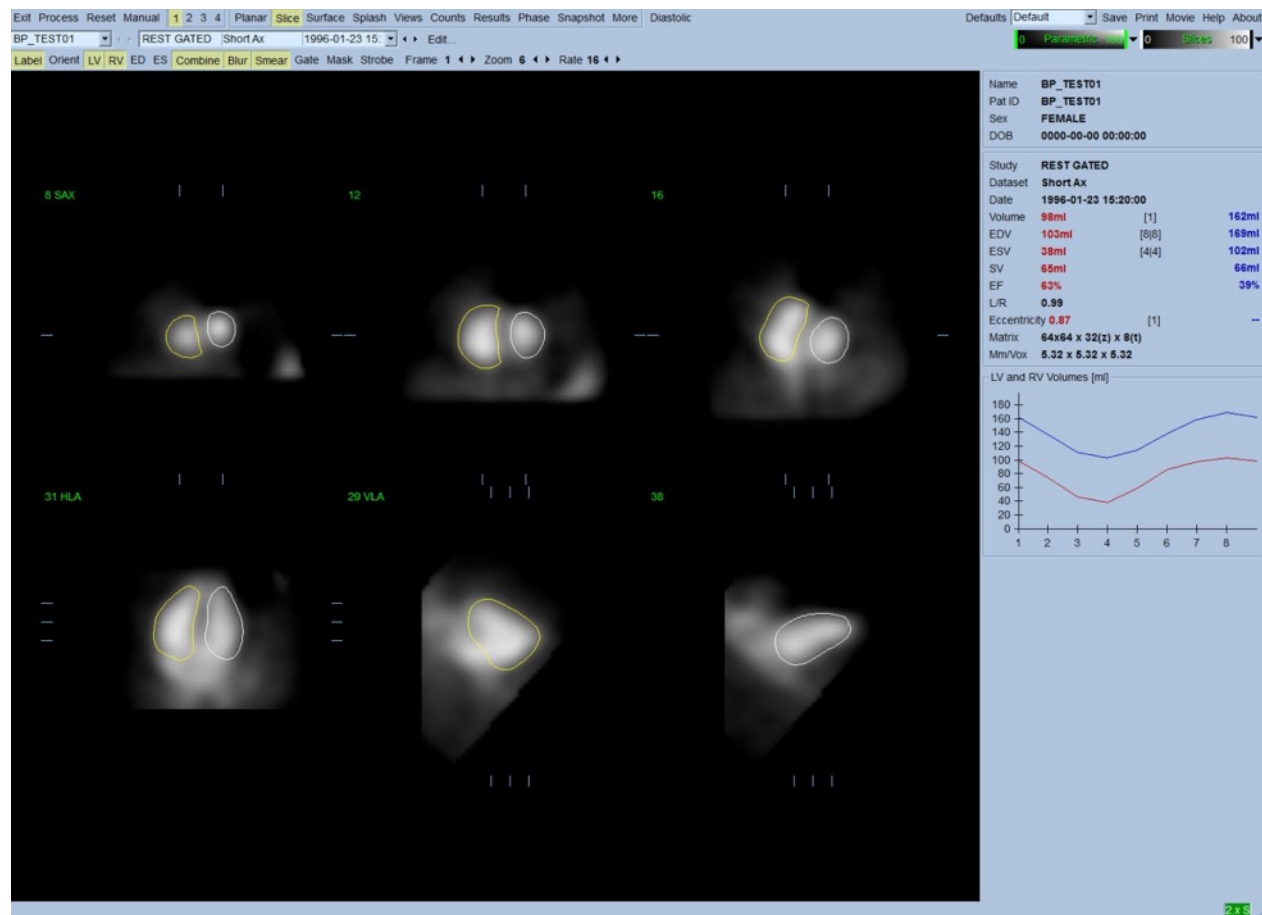 Exit Process Reset Manual 1 2 3 4 Planar Slice Surface Splash Views Counts Results Phase Snapshot More Diastolic Defaults Default Save Print Movie Help About
BP_TEST01 REST GATED Short Ax 1996-01-23 15: Edit... 0 Parametric 100 0 Slices 100
Label Orient LV RV ED ES Combine Blur Smear Gate Mask Strobe Frame 1 Zoom 6 Rate 16
Name BP_TEST01
Pat ID BP_TEST01
Sex FEMALE
DOB 0000-00-00 00:00:00
Study REST GATED
Dataset Short Ax
Date 1996-01-23 15:20:00
Volume 98ml [1] 162ml
EDV 103ml [8|8] 169ml
ESV 38ml [4|4] 102ml
SV 65ml 66ml
EF 63% 39%
L/R 0.99
Eccentricity 0.87 [1] --
Matrix 64x64 x 32(z) x 8(t)
Mm/Vox 5.32 x 5.32 x 5.32
LV and RV Volumes [ml]
180
160
140
120
100
80
60
40
20
0
1 2 3 4 5 6 7 8
8 SAX 12 16
31 HLA 29 VLA 38
2 x S